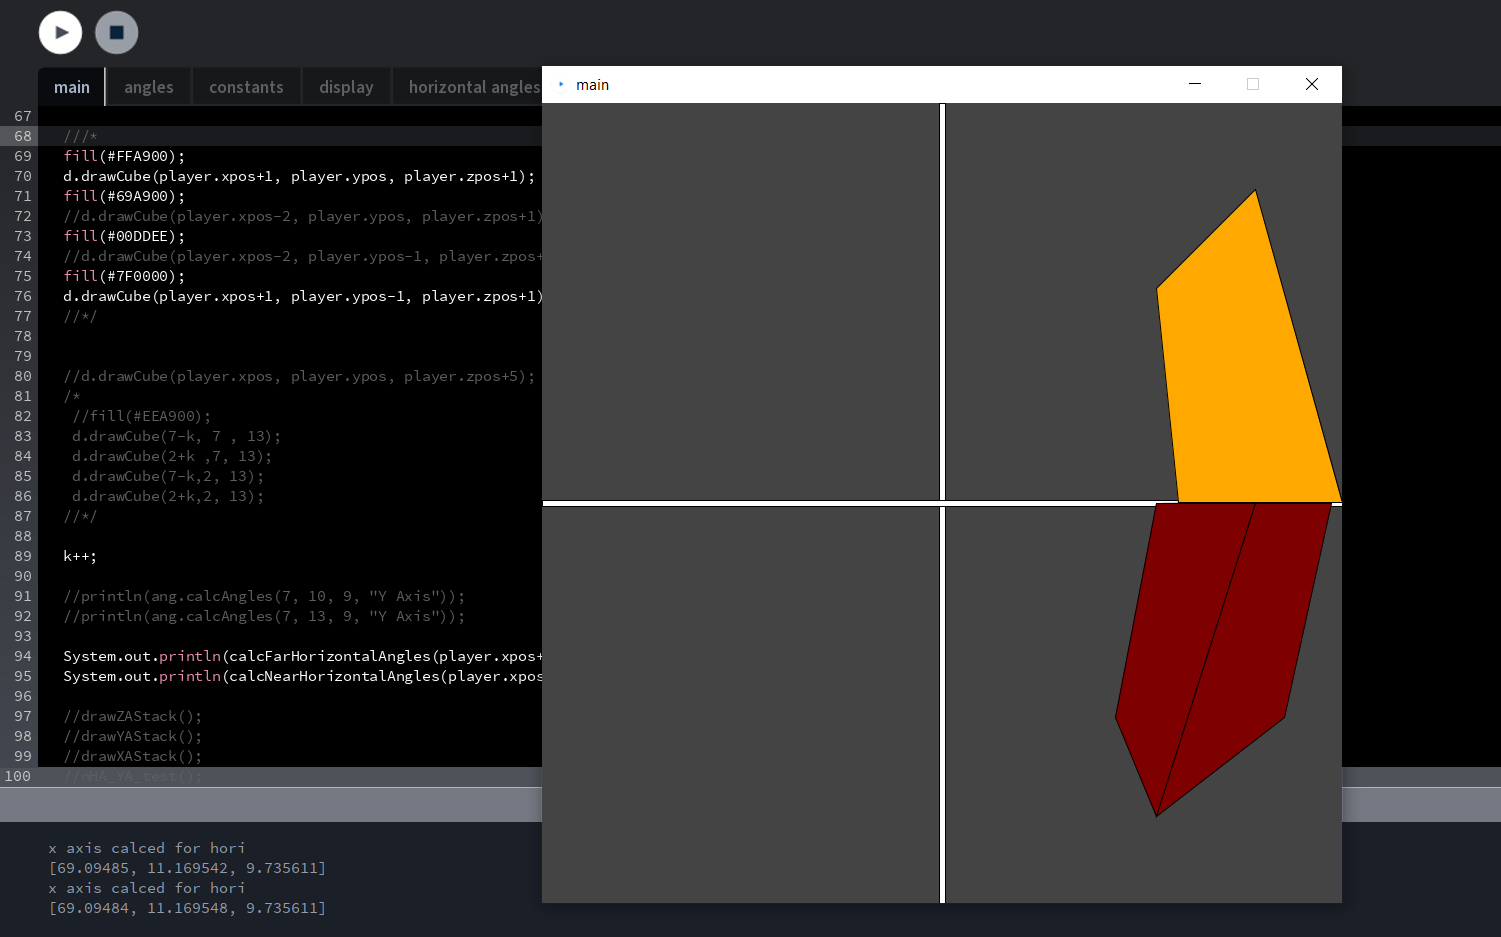 main angles constants display horizontal angles
main
67
68 ///*
69 fill(#FFA900);
70 d.drawCube(player.xpos+1, player.ypos, player.zpos+1);
71 fill(#69A900);
72 //d.drawCube(player.xpos-2, player.ypos, player.zpos+1)
73 fill(#00DDEE);
74 //d.drawCube(player.xpos-2, player.ypos-1, player.zpos+
75 fill(#7F0000);
76 d.drawCube(player.xpos+1, player.ypos-1, player.zpos+1)
77 //*/
78
79
80 //d.drawCube(player.xpos, player.ypos, player.zpos+5);
81 /*
82 //fill(#EEA900);
83 d.drawCube(7-k, 7 , 13);
84 d.drawCube(2+k ,7, 13);
85 d.drawCube(7-k,2, 13);
86 d.drawCube(2+k,2, 13);
87 //*/
88
89 k++;
90
91 //println(ang.calcAngles(7, 10, 9, "Y Axis"));
92 //println(ang.calcAngles(7, 13, 9, "Y Axis"));
93
94 System.out.println(calcFarHorizontalAngles(player.xpos+
95 System.out.println(calcNearHorizontalAngles(player.xpos
96
97 //drawZAStack();
98 //drawYAStack();
99 //drawXAStack();
100 //nHA_YA_test();
x axis calced for hori
[69.09485, 11.169542, 9.735611]
x axis calced for hori
[69.09484, 11.169548, 9.735611]